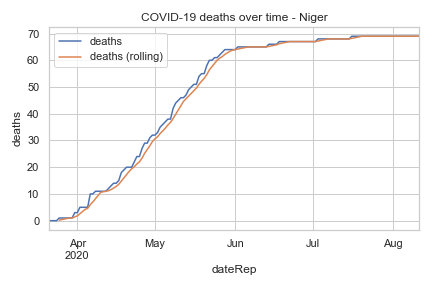 COVID-19 deaths over time - Niger
deaths
deaths (rolling)
70
60
50
40
30
20
10
0
deaths
Apr
2020
May
Jun
Jul
Aug
dateRep